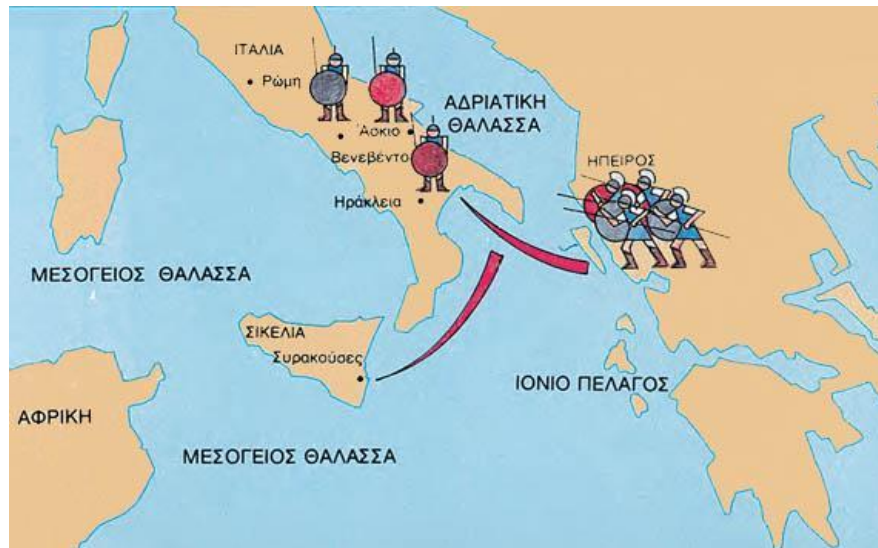 ΙΤΑΛΙΑ
Ρώμη
ΑΔΡΙΑΤΙΚΗ
ΘΑΛΑΣΣΑ
Άσκιο
Βενεβέντο
ΗΠΕΙΡΟΣ
Ηράκλεια
ΜΕΣΟΓΕΙΟΣ ΘΑΛΑΣΣΑ
ΣΙΚΕΛΙΑ
Συρακούσες
ΙΟΝΙΟ ΠΕΛΑΓΟΣ
ΑΦΡΙΚΗ
ΜΕΣΟΓΕΙΟΣ ΘΑΛΑΣΣΑ